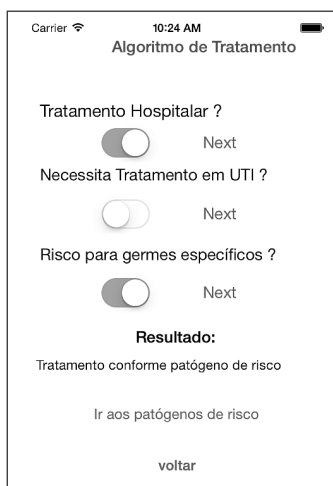 Carrier 10:24 AM
Algoritmo de Tratamento
Tratamento Hospitalar ?
Next
Necessita Tratamento em UTI ?
Next
Risco para germes específicos ?
Next
Resultado:
Tratamento conforme patógeno de risco
Ir aos patógenos de risco
voltar